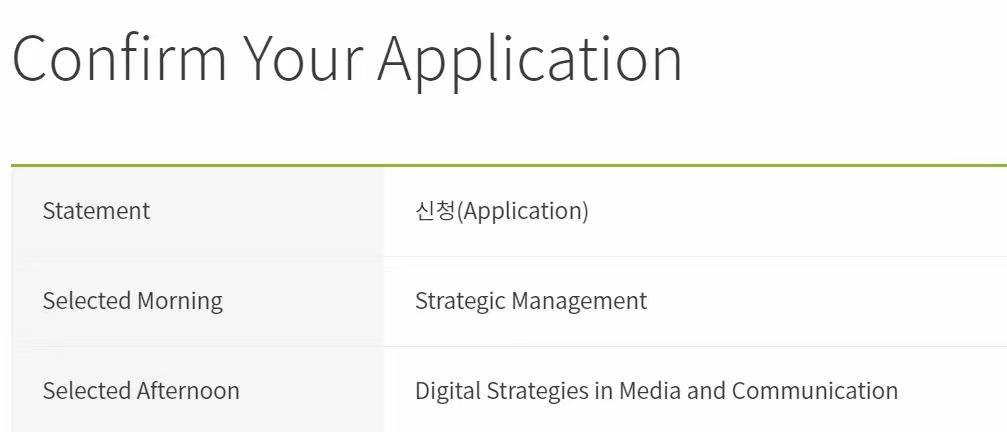 Confirm Your Application
Statement 신청(Application)
Selected Morning Strategic Management
Selected Afternoon Digital Strategies in Media and Communication